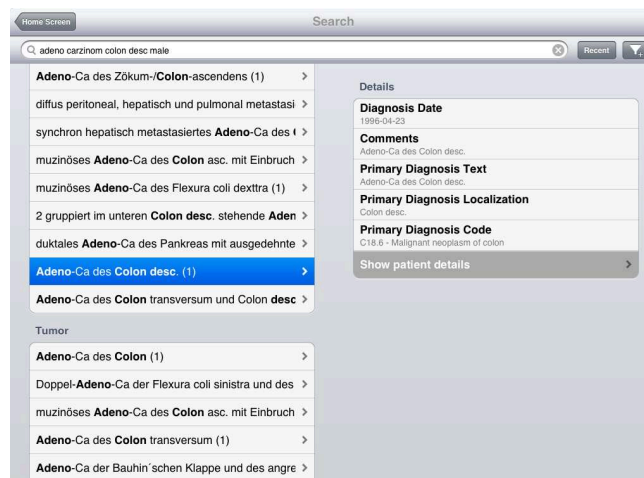 Home Screen
Search
adeno carzinom colon desc male
Recent
Adeno-Ca des Zökum-/Colon-ascendens (1)
diffus peritoneal, hepatisch und pulmonal metastasi
synchron hepatisch metastasiertes Adeno-Ca des
muzinöses Adeno-Ca des Colon asc. mit Einbruch
muzinöses Adeno-Ca des Flexura coli dexttra (1)
2 gruppiert im unteren Colon desc. stehende Aden
duktales Adeno-Ca des Pankreas mit ausgedehnte
Adeno-Ca des Colon desc. (1)
Adeno-Ca des Colon transversum und Colon desc
Tumor
Adeno-Ca des Colon (1)
Doppel-Adeno-Ca der Flexura coli sinistra und des
muzinöses Adeno-Ca des Colon asc. mit Einbruch
Adeno-Ca des Colon transversum (1)
Adeno-Ca der Bauhin´schen Klappe und des angre
Details
Diagnosis Date
1996-04-23
Comments
Adeno-Ca des Colon desc.
Primary Diagnosis Text
Adeno-Ca des Colon desc.
Primary Diagnosis Localization
Colon desc.
Primary Diagnosis Code
C18.6 - Malignant neoplasm of colon
Show patient details